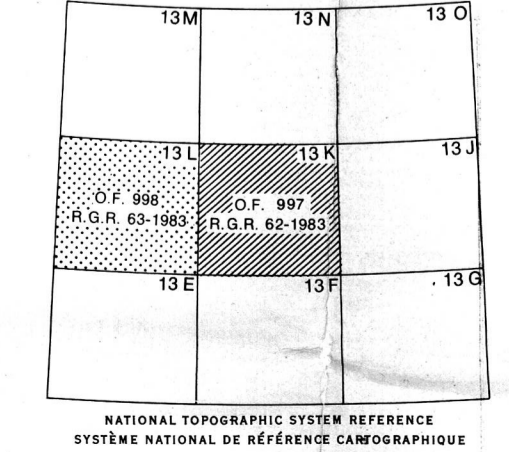 13M 13N 13 O
13 L 13 K 13 J
O.F. 998 O.F. 997
R.G.R. 63-1983 R.G.R. 62-1983
13 E 13 F 13 G
NATIONAL TOPOGRAPHIC SYSTEM REFERENCE
SYSTÈME NATIONAL DE RÉFÉRENCE CARTOGRAPHIQUE